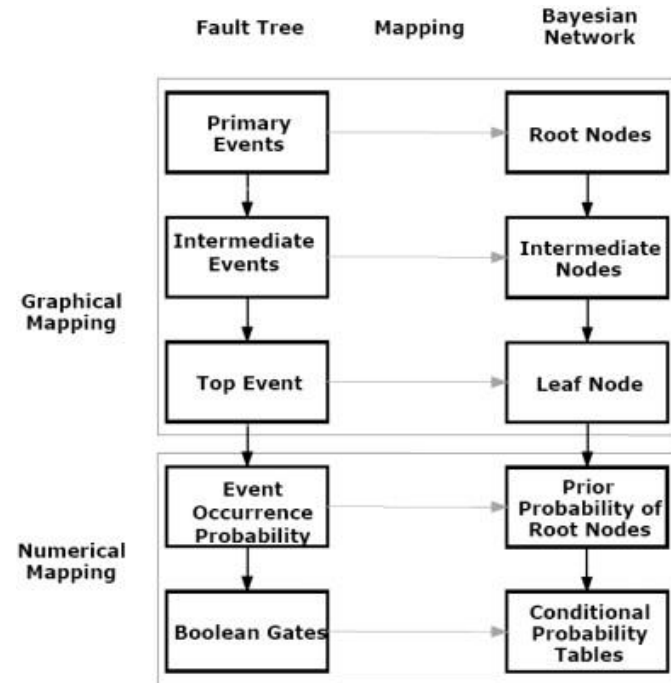 Fault Tree
Mapping
Bayesian
Network
Primary
Events
Root Nodes
Intermediate
Events
Intermediate
Nodes
Graphical
Mapping
Top Event
Leaf Node
Event
Occurrence
Probability
Prior
Probability of
Root Nodes
Numerical
Mapping
Boolean Gates
Conditional
Probability
Tables